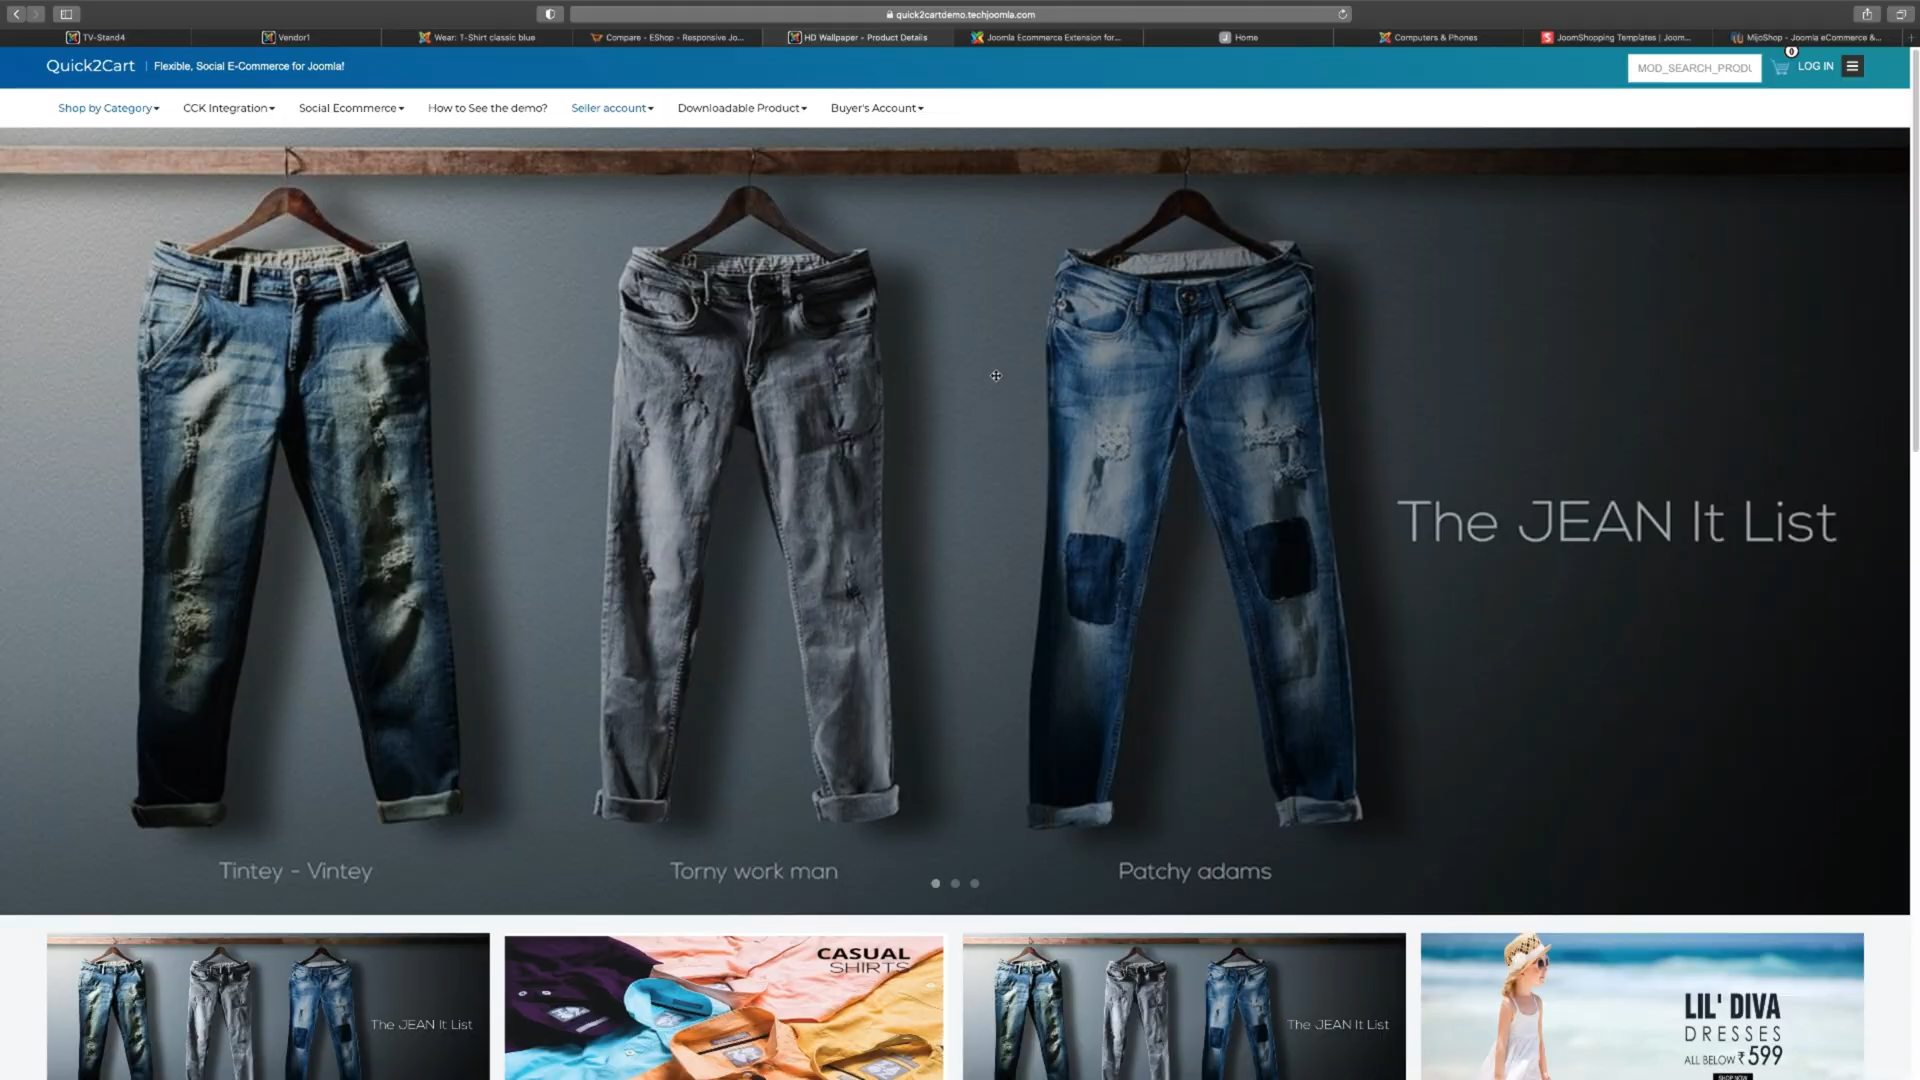 quick2cartdemo.techjoomla.com
TV-Stand4
Vendor1
Wear: T-Shirt classic blue
Compare - EShop - Responsive Jo...
HD Wallpaper - Product Details
Joomla Ecommerce Extension for...
Home
Computers & Phones
JoomShopping Templates | Joom...
MijoShop - Joomla eCommerce &...
Quick2Cart | Flexible, Social E-Commerce for Joomla!
MOD_SEARCH_PRODU
0
LOG IN
Shop by Category
CCK Integration
Social Ecommerce
How to See the demo?
Seller account
Downloadable Product
Buyer's Account
The JEAN It List
Tintey - Vintey
Torny work man
Patchy adams
The JEAN It List
CASUAL
SHIRTS
The JEAN It List
LIL' DIVA
DRESSES
ALL BELOW ₹ 599
SHOP NOW